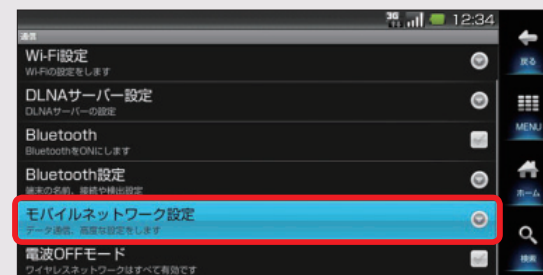 3G 12:34
通信
Wi-Fi設定
Wi-Fiの設定をします
DLNAサーバー設定
DLNAサーバーの設定
Bluetooth
BluetoothをONにします
Bluetooth設定
端末の名前、接続や検出設定
モバイルネットワーク設定
データ通信、高度な設定をします
電波OFFモード
ワイヤレスネットワークはすべて有効です
戻る
MENU
ホーム
検索